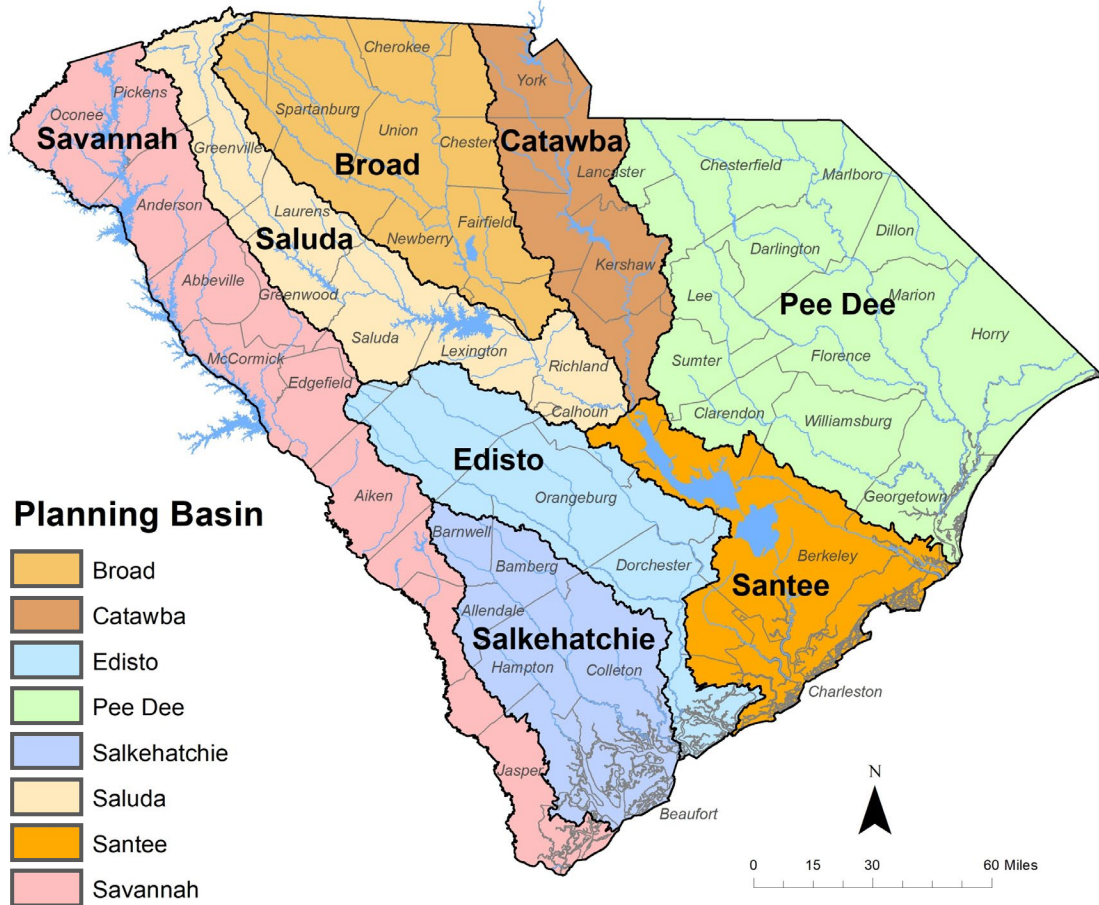 Cherokee
York
Pickens
Oconee
Spartanburg
Savannah
Union
Chester
Catawba
Greenville
Broad
Lancaster
Chesterfield
Marlboro
Anderson
Laurens
Saluda
Newberry
Fairfield
Darlington
Dillon
Kershaw
Abbeville
Greenwood
Lee
Pee Dee
Marion
Horry
Saluda
Lexington
Richland
McCormick
Edgefield
Sumter
Florence
Calhoun
Clarendon
Williamsburg
Edisto
Aiken
Orangeburg
Georgetown
Barnwell
Bamberg
Dorchester
Berkeley
Santee
Allendale
Salkehatchie
Hampton
Colleton
Charleston
Jasper
Beaufort
Planning Basin
Broad
Catawba
Edisto
Pee Dee
Salkehatchie
Saluda
Santee
Savannah
N
0 15 30 60 Miles